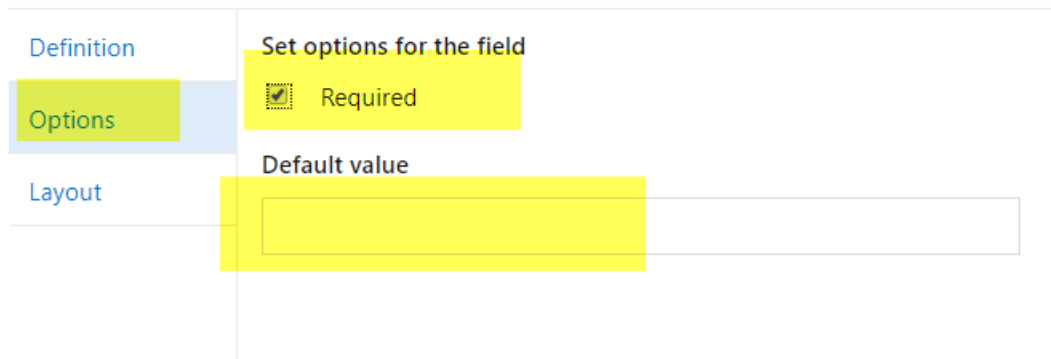 Definition
Options
Layout
Set options for the field
Required
Default value